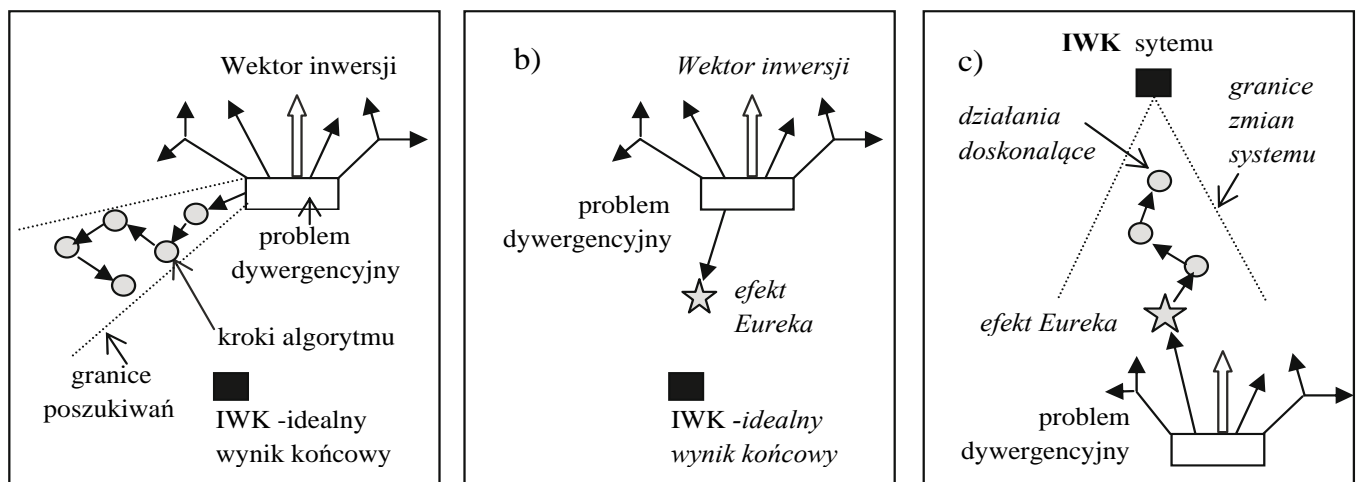 Wektor inwersji
problem
dywergencyjny
kroki algorytmu
granice
poszukiwań
IWK -idealny
wynik końcowy
b)
Wektor inwersji
problem
dywergencyjny
efekt
Eureka
IWK -idealny
wynik końcowy
IWK sytemu
c)
działania
doskonalące
granice
zmian
systemu
efekt Eureka
problem
dywergencyjny